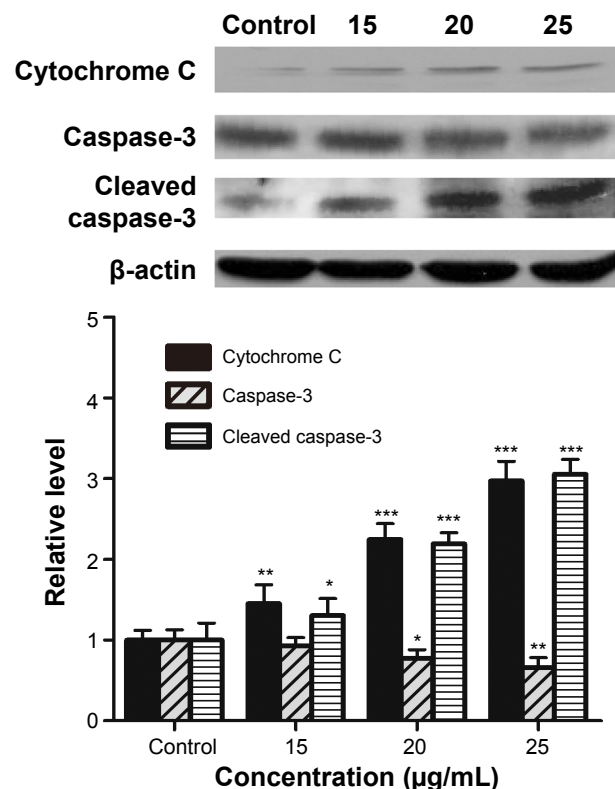 Control 15 20 25
Cytochrome C
Caspase-3
Cleaved
caspase-3
β-actin
5
4
3
2
1
0
Relative level
Cytochrome C
Caspase-3
Cleaved caspase-3
** *
*** * ***
*** ** ***
Control 15 20 25
Concentration (µg/mL)